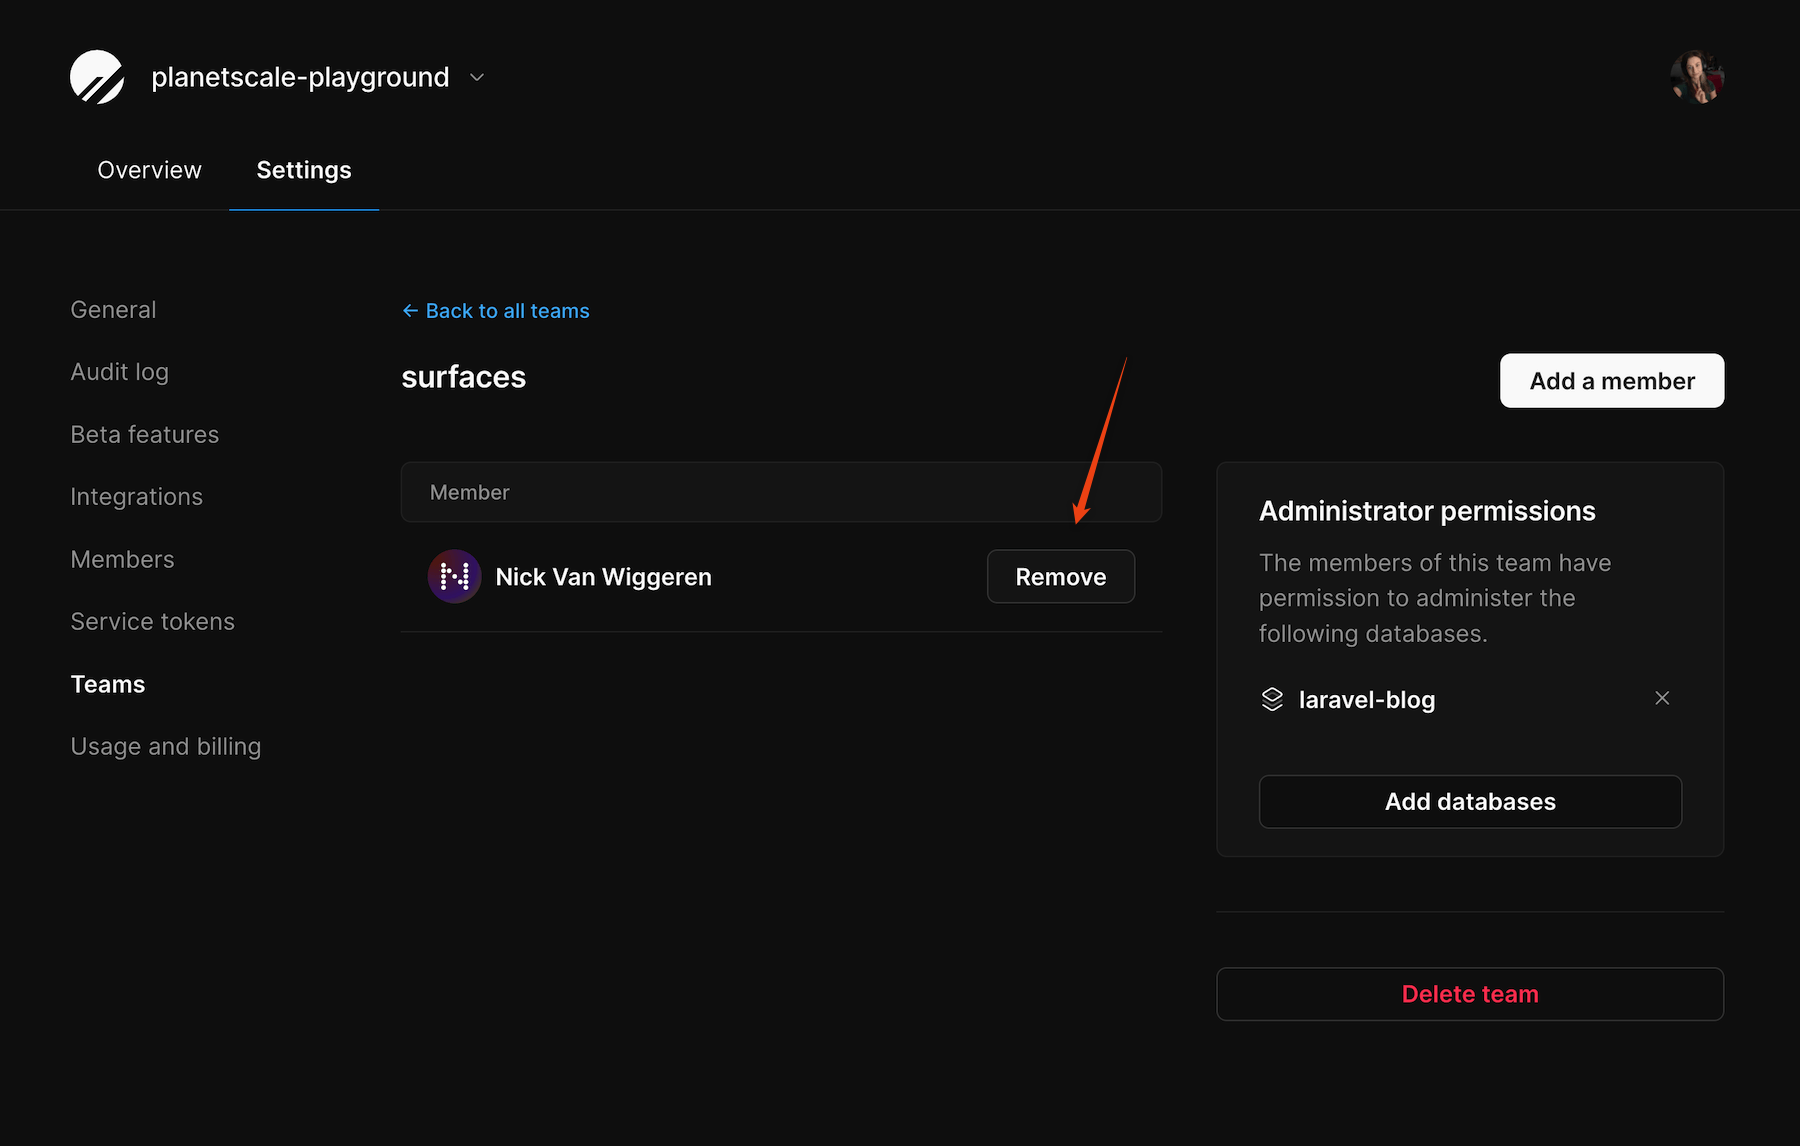 planetscale-playground
Overview
Settings
General
Audit log
Beta features
Integrations
Members
Service tokens
Teams
Usage and billing
← Back to all teams
surfaces
Add a member
Member
N Nick Van Wiggeren
Remove
Administrator permissions
The members of this team have
permission to administer the
following databases.
laravel-blog
Add databases
Delete team